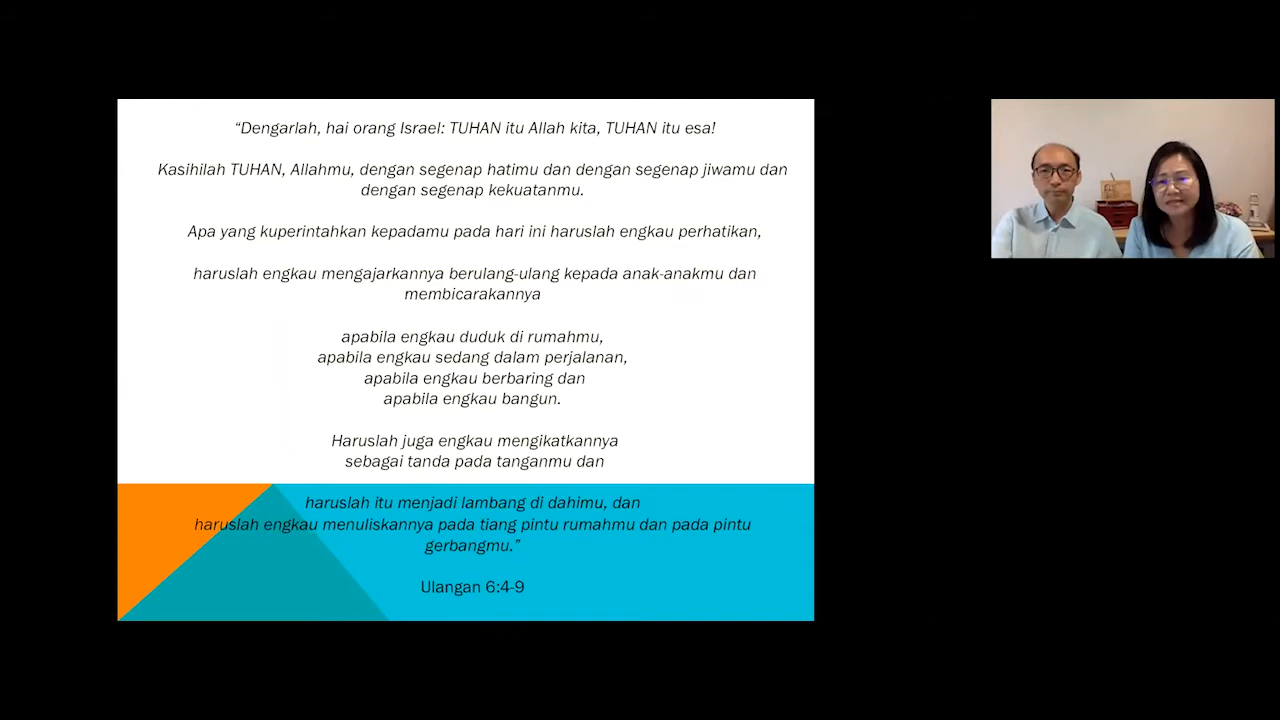 “Dengarlah, hai orang Israel: TUHAN itu Allah kita, TUHAN itu esa!
Kasihilah TUHAN, Allahmu, dengan segenap hatimu dan dengan segenap jiwamu dan
dengan segenap kekuatanmu.
Apa yang kuperintahkan kepadamu pada hari ini haruslah engkau perhatikan,
haruslah engkau mengajarkannya berulang-ulang kepada anak-anakmu dan
membicarakannya
apabila engkau duduk di rumahmu,
apabila engkau sedang dalam perjalanan,
apabila engkau berbaring dan
apabila engkau bangun.
Haruslah juga engkau mengikatkannya
sebagai tanda pada tanganmu dan
haruslah itu menjadi lambang di dahimu, dan
haruslah engkau menuliskannya pada tiang pintu rumahmu dan pada pintu
gerbangmu.”
Ulangan 6:4-9